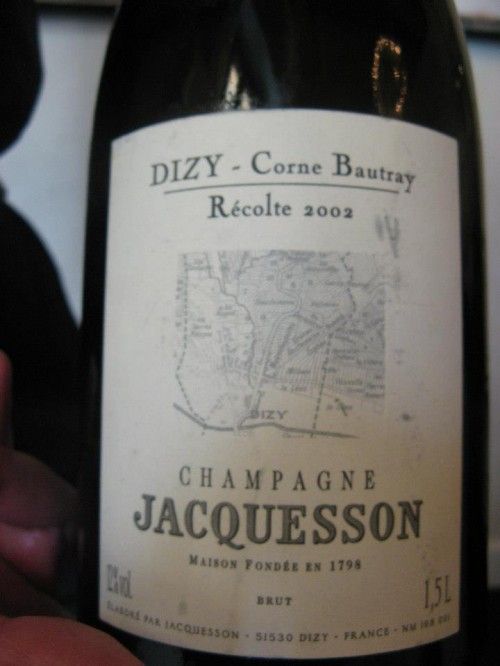 DIZY - Corne Bautray
Récolte 2002
DIZY
CHAMPAGNE
JACQUESSON
MAISON FONDÉE EN 1798
BRUT
12% vol. 1,5 L
ÉLABORÉ PAR JACQUESSON - 51530 DIZY - FRANCE - NM